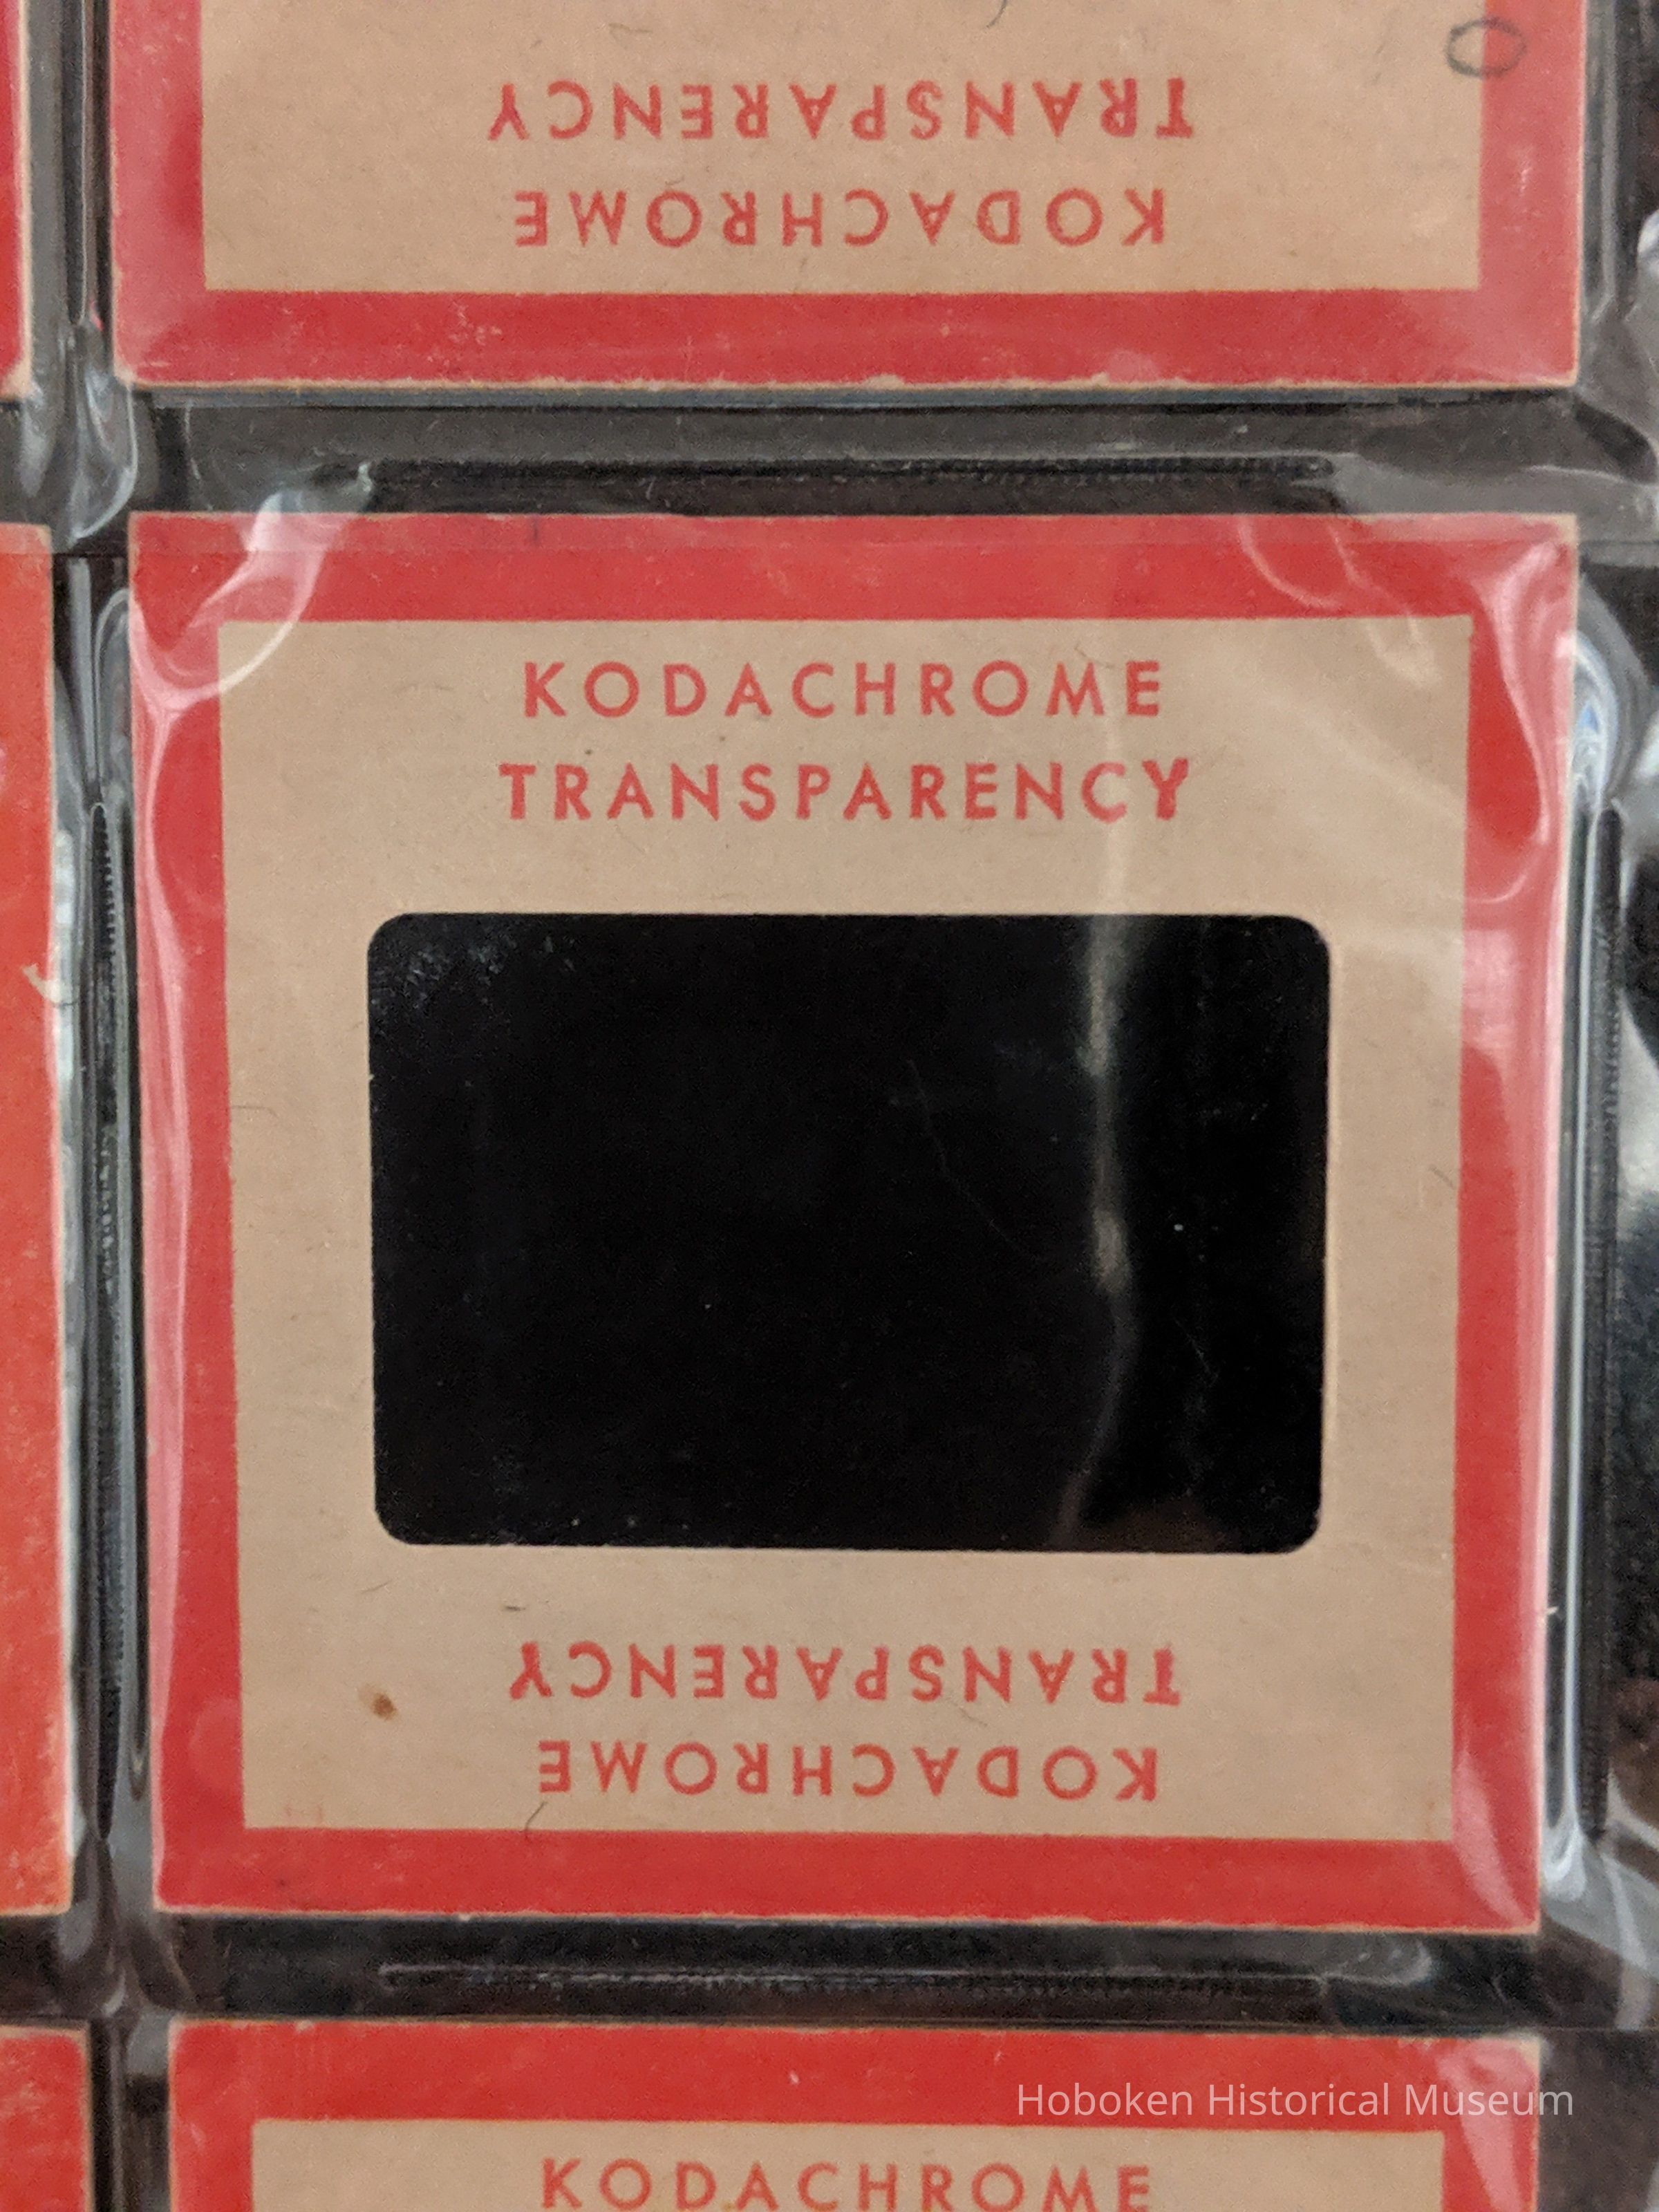 TRANSPARENCY
KODACHROME
KODACHROME
TRANSPARENCY
TRANSPARENCY
KODACHROME
Hoboken Historical Museum
KODACHROME